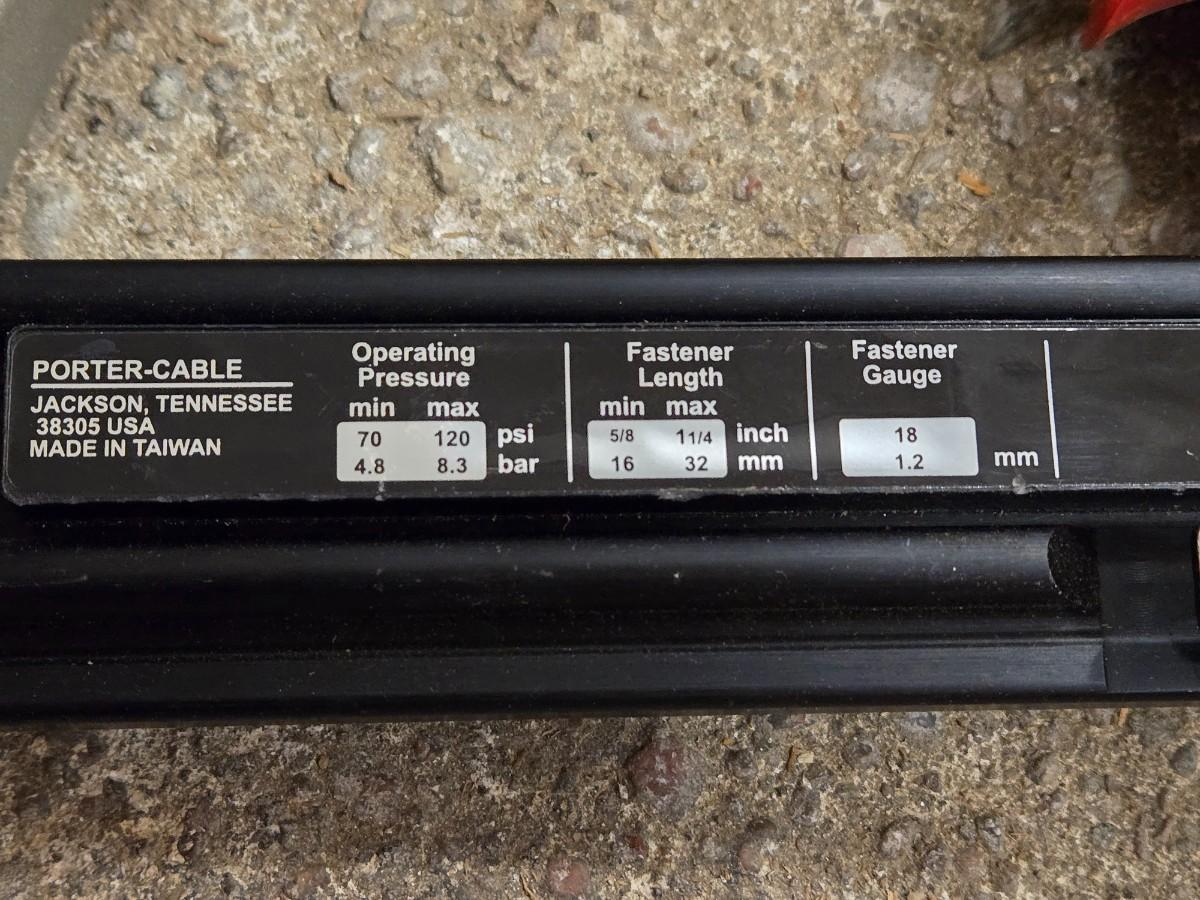 PORTER-CABLE
JACKSON, TENNESSEE
38305 USA
MADE IN TAIWAN
Operating
Pressure
min max
70 120 psi
4.8 8.3 bar
Fastener
Length
min max
5/8 11/4 inch
16 32 mm
Fastener
Gauge
18
1.2 mm